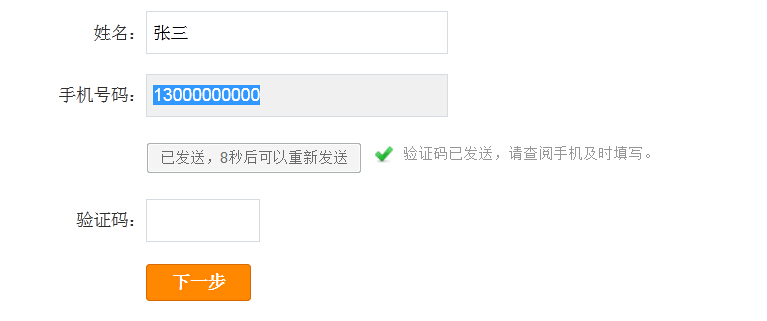 姓名： 张三
手机号码： 13000000000
已发送，8秒后可以重新发送 验证码已发送，请查阅手机及时填写。
验证码：
下一步